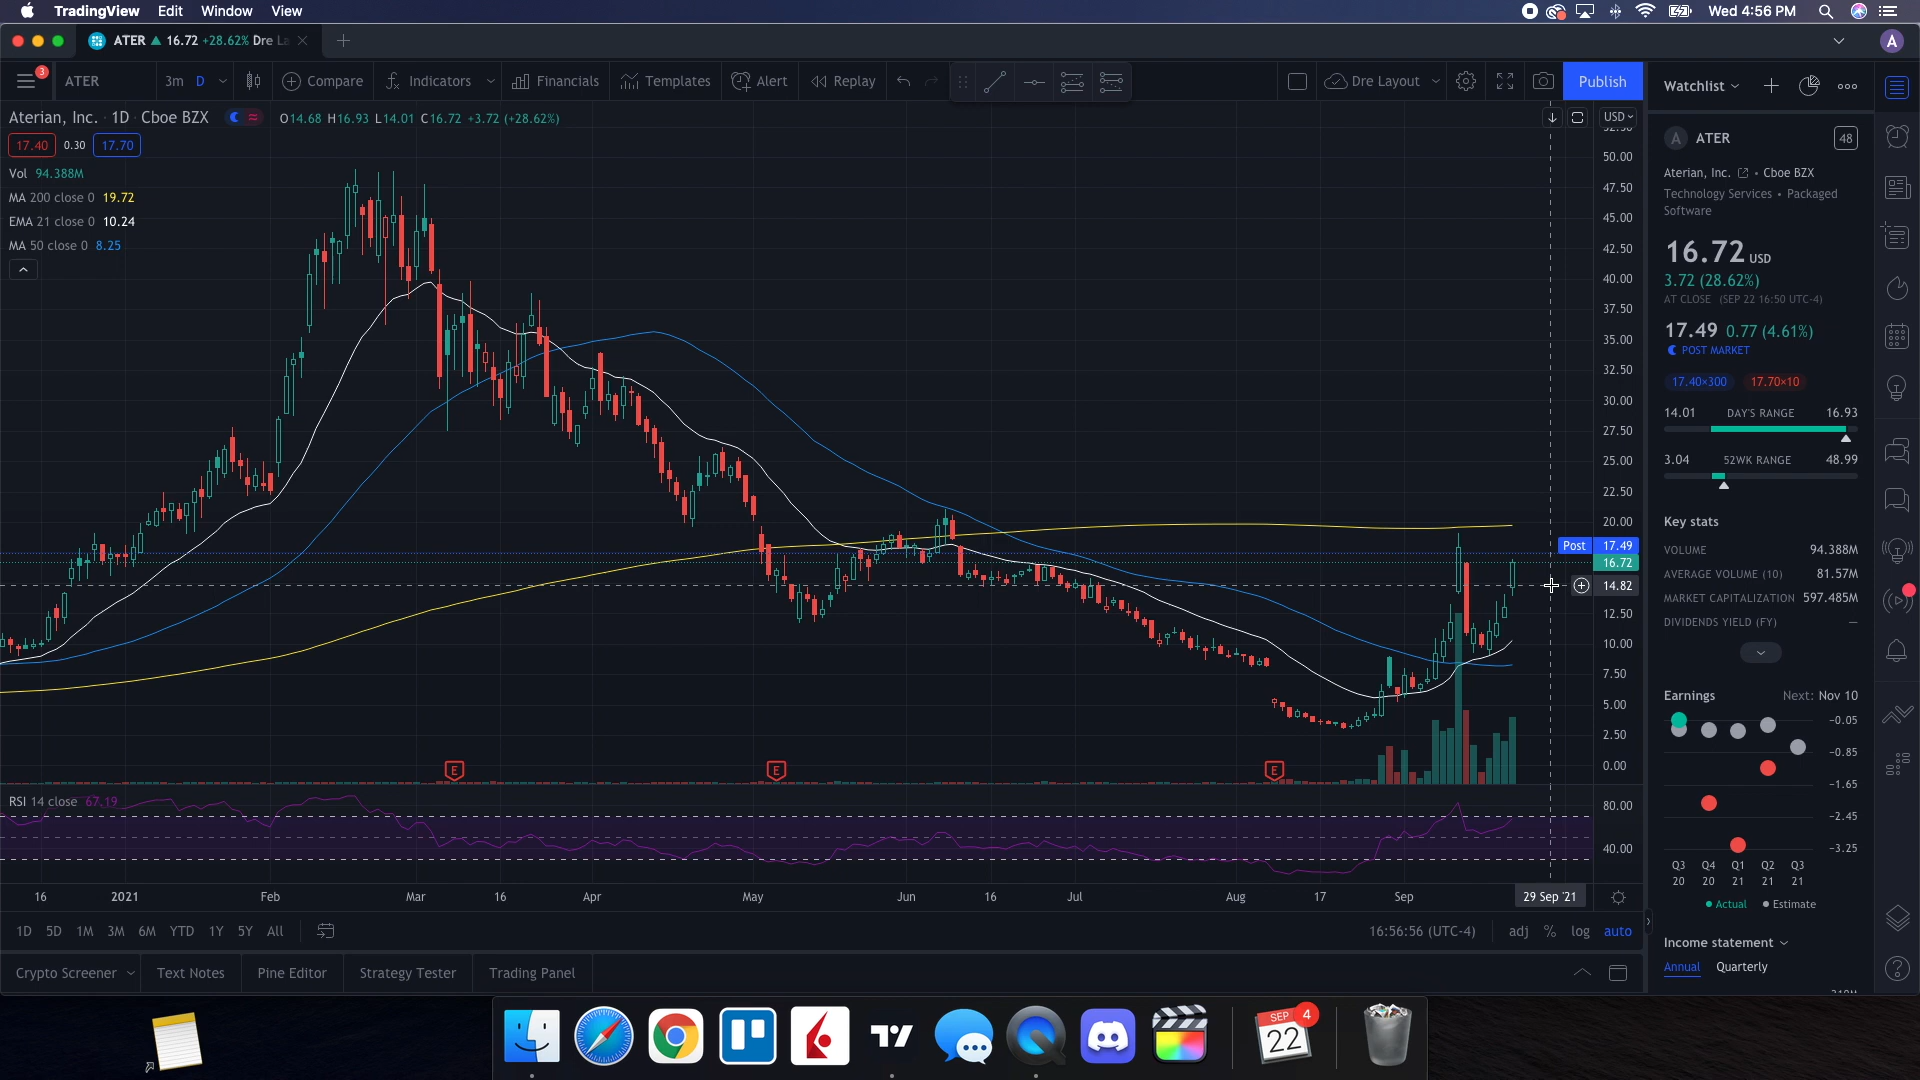 TradingView Edit Window View
Wed 4:56 PM
ATER ▲ 16.72 +28.62% Dre La
A
3
ATER 3m D Compare Indicators Financials Templates Alert Replay
Dre Layout Publish
Aterian, Inc. · 1D · Cboe BZX O14.68 H16.93 L14.01 C16.72 +3.72 (+28.62%)
USD
17.40 0.30 17.70
Vol 94.388M
MA 200 close 0 19.72
EMA 21 close 0 10.24
MA 50 close 0 8.25
50.00
47.50
45.00
42.50
40.00
37.50
35.00
32.50
30.00
27.50
25.00
22.50
20.00
Post 17.49
16.72
14.82
12.50
10.00
7.50
5.00
2.50
0.00
E E E
RSI 14 close 67.19
80.00
40.00
16 2021 Feb Mar 16 Apr May Jun 16 Jul Aug 17 Sep 29 Sep '21
1D 5D 1M 3M 6M YTD 1Y 5Y All
16:56:56 (UTC-4) adj % log auto
Crypto Screener Text Notes Pine Editor Strategy Tester Trading Panel
Watchlist
A ATER 48
Aterian, Inc. • Cboe BZX
Technology Services • Packaged
Software
16.72 USD
3.72 (28.62%)
AT CLOSE (SEP 22 16:50 UTC-4)
17.49 0.77 (4.61%)
POST MARKET
17.40×300 17.70×10
14.01 DAY'S RANGE 16.93
3.04 52WK RANGE 48.99
Key stats
VOLUME 94.388M
AVERAGE VOLUME (10) 81.57M
MARKET CAPITALIZATION 597.485M
DIVIDENDS YIELD (FY) —
Earnings Next: Nov 10
-0.05
-0.85
-1.65
-2.45
-3.25
Q3 Q4 Q1 Q2 Q3
20 20 21 21 21
• Actual • Estimate
Income statement
Annual Quarterly
SEP 4
22